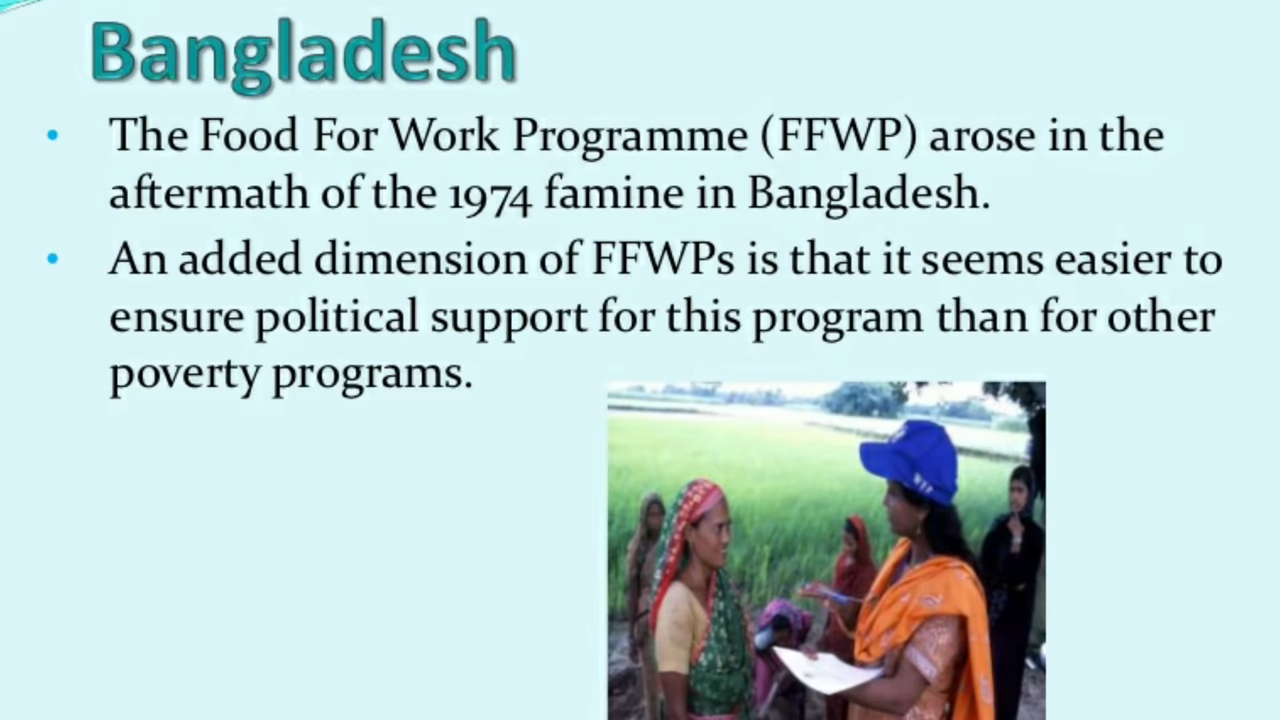 Bangladesh
• The Food For Work Programme (FFWP) arose in the
aftermath of the 1974 famine in Bangladesh.
• An added dimension of FFWPs is that it seems easier to
ensure political support for this program than for other
poverty programs.